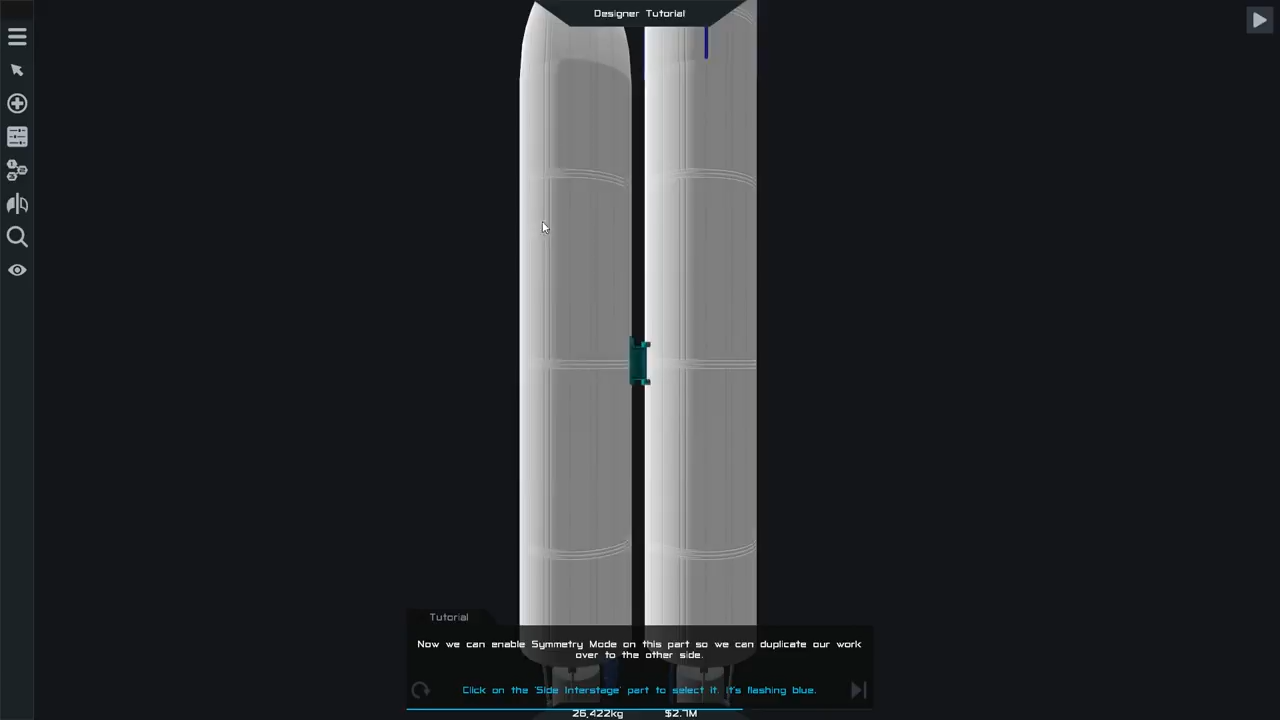 Designer Tutorial
Tutorial
Now we can enable Symmetry Mode on this part so we can duplicate our work
over to the other side.
Click on the 'Side Interstage' part to select it. It's flashing blue.
26,422kg $2.7M